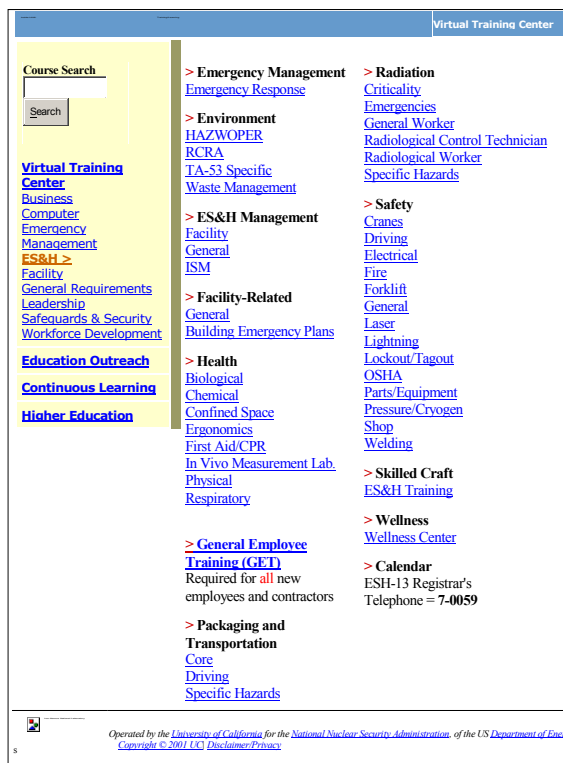 Virtual Training Center
Course Search
Search
Virtual Training
Center
Business
Computer
Emergency
Management
ES&H >
Facility
General Requirements
Leadership
Safeguards & Security
Workforce Development
Education Outreach
Continuous Learning
Higher Education
> Emergency Management
Emergency Response
> Environment
HAZWOPER
RCRA
TA-53 Specific
Waste Management
> ES&H Management
Facility
General
ISM
> Facility-Related
General
Building Emergency Plans
> Health
Biological
Chemical
Confined Space
Ergonomics
First Aid/CPR
In Vivo Measurement Lab.
Physical
Respiratory
> General Employee
Training (GET)
Required for all new
employees and contractors
> Packaging and
Transportation
Core
Driving
Specific Hazards
> Radiation
Criticality
Emergencies
General Worker
Radiological Control Technician
Radiological Worker
Specific Hazards
> Safety
Cranes
Driving
Electrical
Fire
Forklift
General
Laser
Lightning
Lockout/Tagout
OSHA
Parts/Equipment
Pressure/Cryogen
Shop
Welding
> Skilled Craft
ES&H Training
> Wellness
Wellness Center
> Calendar
ESH-13 Registrar's
Telephone = 7-0059
Operated by the University of California for the National Nuclear Security Administration, of the US Department of Ene
Copyright © 2001 UC| Disclaimer/Privacy
s